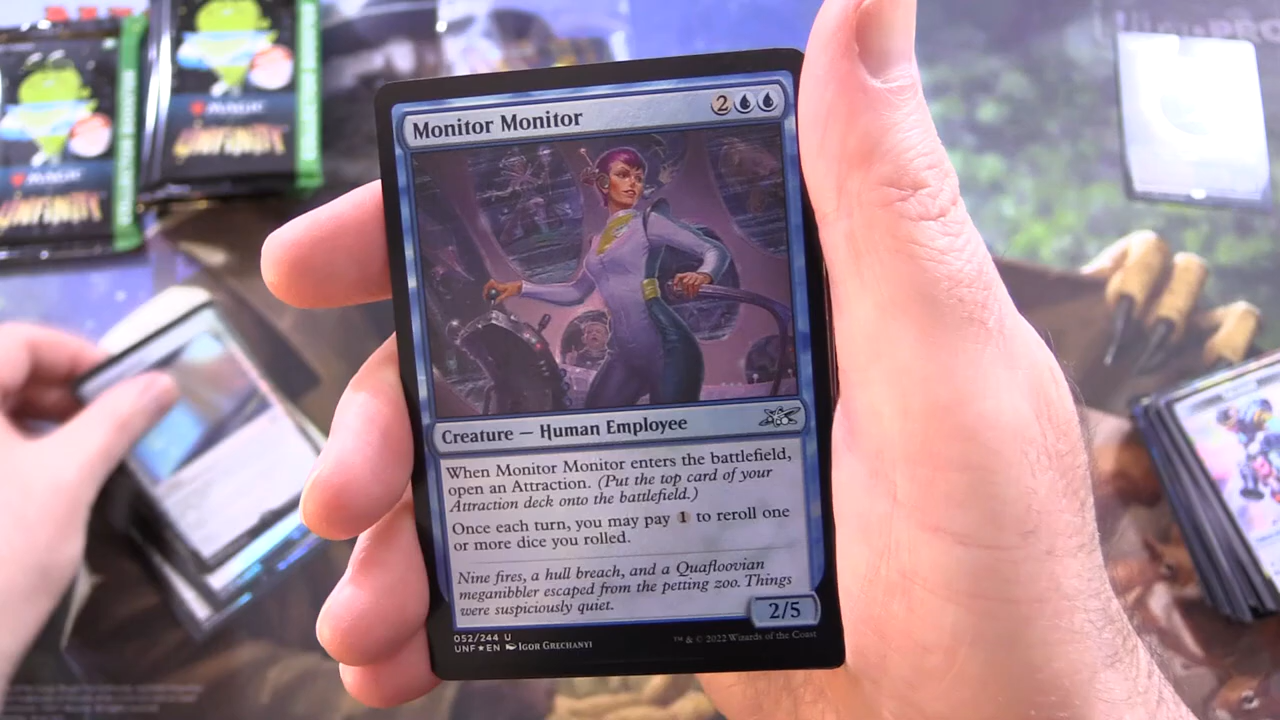 MAGIC
UNFINITY
MAGIC
UNFINITY
Monitor Monitor
2
Creature — Human Employee
When Monitor Monitor enters the battlefield,
open an Attraction. (Put the top card of your
Attraction deck onto the battlefield.)
Once each turn, you may pay 1 to reroll one
or more dice you rolled.
Nine fires, a hull breach, and a Quafloovian
meganibbler escaped from the petting zoo. Things
were suspiciously quiet.
2/5
052/244 U
UNF★EN IGOR GRECHANYI
™ & © 2022 Wizards of the Coast